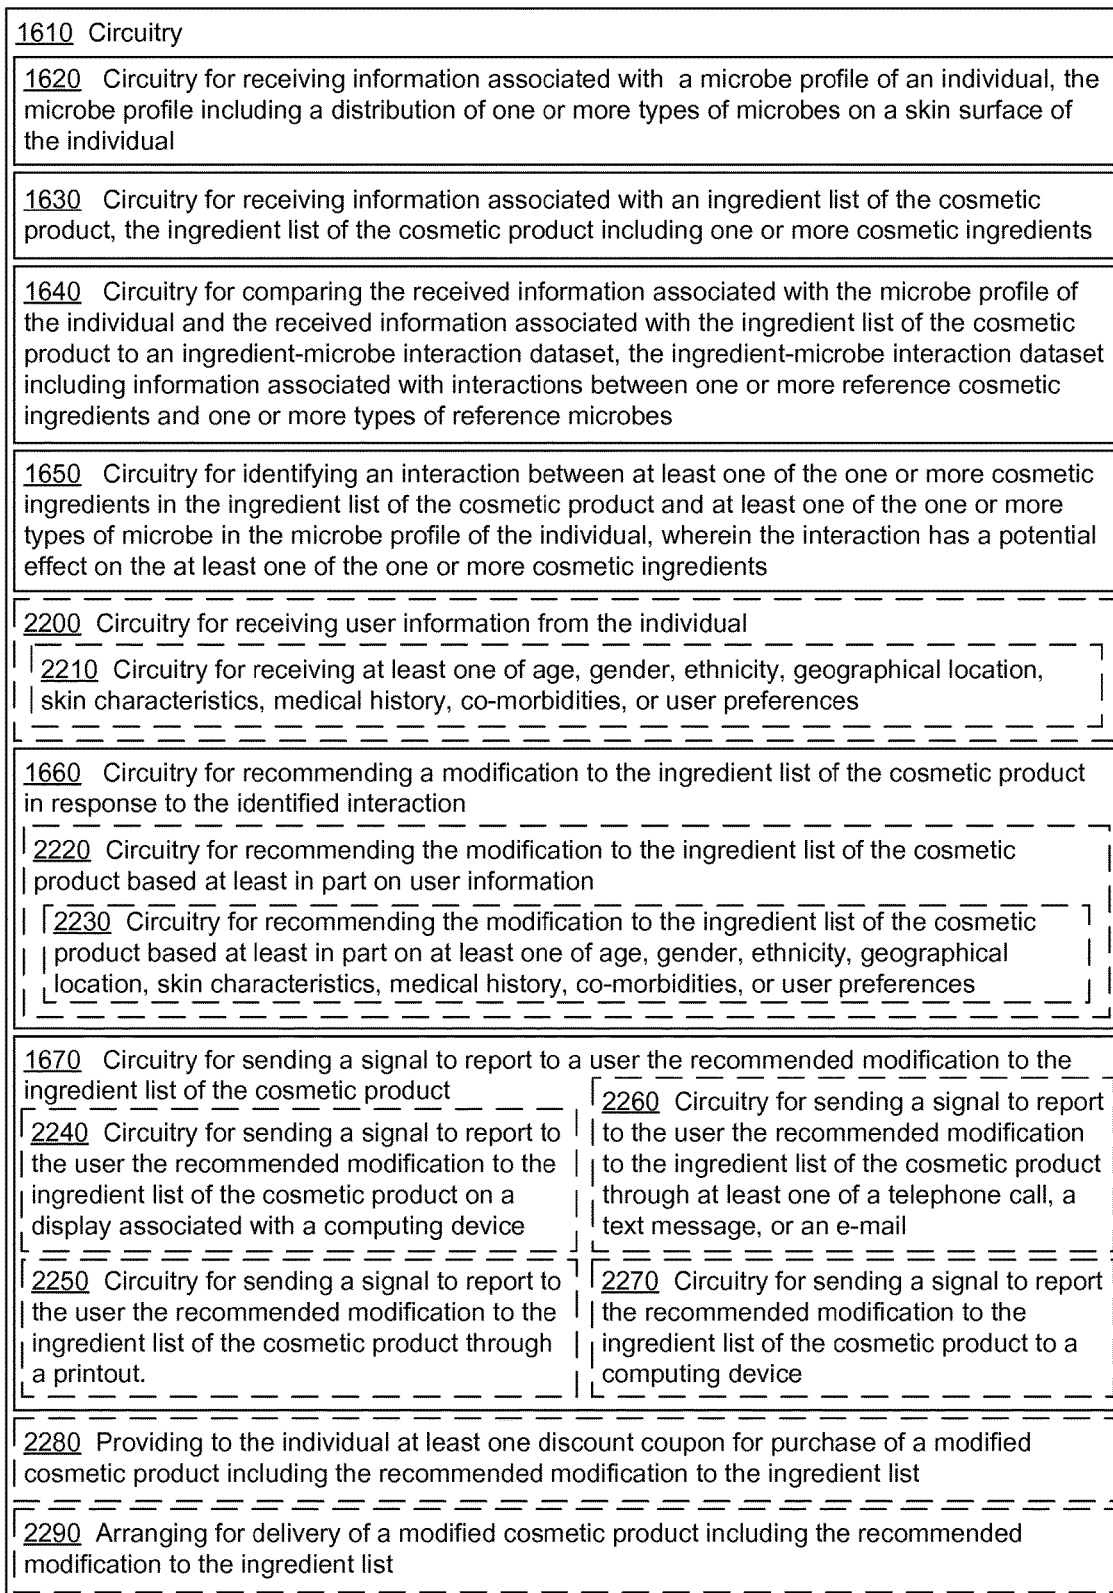 1610 Circuitry
1620 Circuitry for receiving information associated with a microbe profile of an individual, the
microbe profile including a distribution of one or more types of microbes on a skin surface of
the individual
1630 Circuitry for receiving information associated with an ingredient list of the cosmetic
product, the ingredient list of the cosmetic product including one or more cosmetic ingredients
1640 Circuitry for comparing the received information associated with the microbe profile of
the individual and the received information associated with the ingredient list of the cosmetic
product to an ingredient-microbe interaction dataset, the ingredient-microbe interaction dataset
including information associated with interactions between one or more reference cosmetic
ingredients and one or more types of reference microbes
1650 Circuitry for identifying an interaction between at least one of the one or more cosmetic
ingredients in the ingredient list of the cosmetic product and at least one of the one or more
types of microbe in the microbe profile of the individual, wherein the interaction has a potential
effect on the at least one of the one or more cosmetic ingredients
2200 Circuitry for receiving user information from the individual
2210 Circuitry for receiving at least one of age, gender, ethnicity, geographical location,
skin characteristics, medical history, co-morbidities, or user preferences
1660 Circuitry for recommending a modification to the ingredient list of the cosmetic product
in response to the identified interaction
2220 Circuitry for recommending the modification to the ingredient list of the cosmetic
product based at least in part on user information
2230 Circuitry for recommending the modification to the ingredient list of the cosmetic
product based at least in part on at least one of age, gender, ethnicity, geographical
location, skin characteristics, medical history, co-morbidities, or user preferences
1670 Circuitry for sending a signal to report to a user the recommended modification to the
ingredient list of the cosmetic product
2240 Circuitry for sending a signal to report to
the user the recommended modification to the
ingredient list of the cosmetic product on a
display associated with a computing device
2250 Circuitry for sending a signal to report to
the user the recommended modification to the
ingredient list of the cosmetic product through
a printout.
2260 Circuitry for sending a signal to report
to the user the recommended modification
to the ingredient list of the cosmetic product
through at least one of a telephone call, a
text message, or an e-mail
2270 Circuitry for sending a signal to report
the recommended modification to the
ingredient list of the cosmetic product to a
computing device
2280 Providing to the individual at least one discount coupon for purchase of a modified
cosmetic product including the recommended modification to the ingredient list
2290 Arranging for delivery of a modified cosmetic product including the recommended
modification to the ingredient list